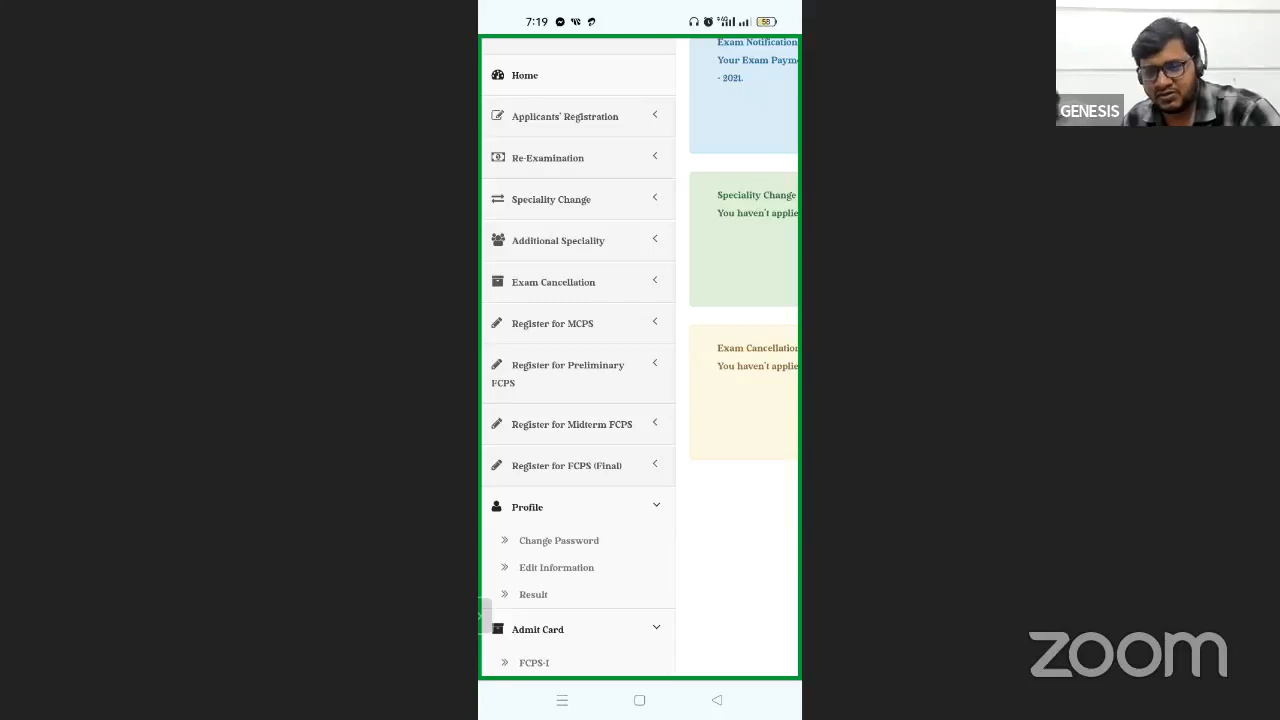 7:19
58
Home
Applicants' Registration
Re-Examination
Speciality Change
Additional Speciality
Exam Cancellation
Register for MCPS
Register for Preliminary
FCPS
Register for Midterm FCPS
Register for FCPS (Final)
Profile
Change Password
Edit Information
Result
Admit Card
FCPS-I
Exam Notification
Your Exam Payme
- 2021.
Speciality Change
You haven't applie
Exam Cancellation
You haven't applie
GENESIS
zoom